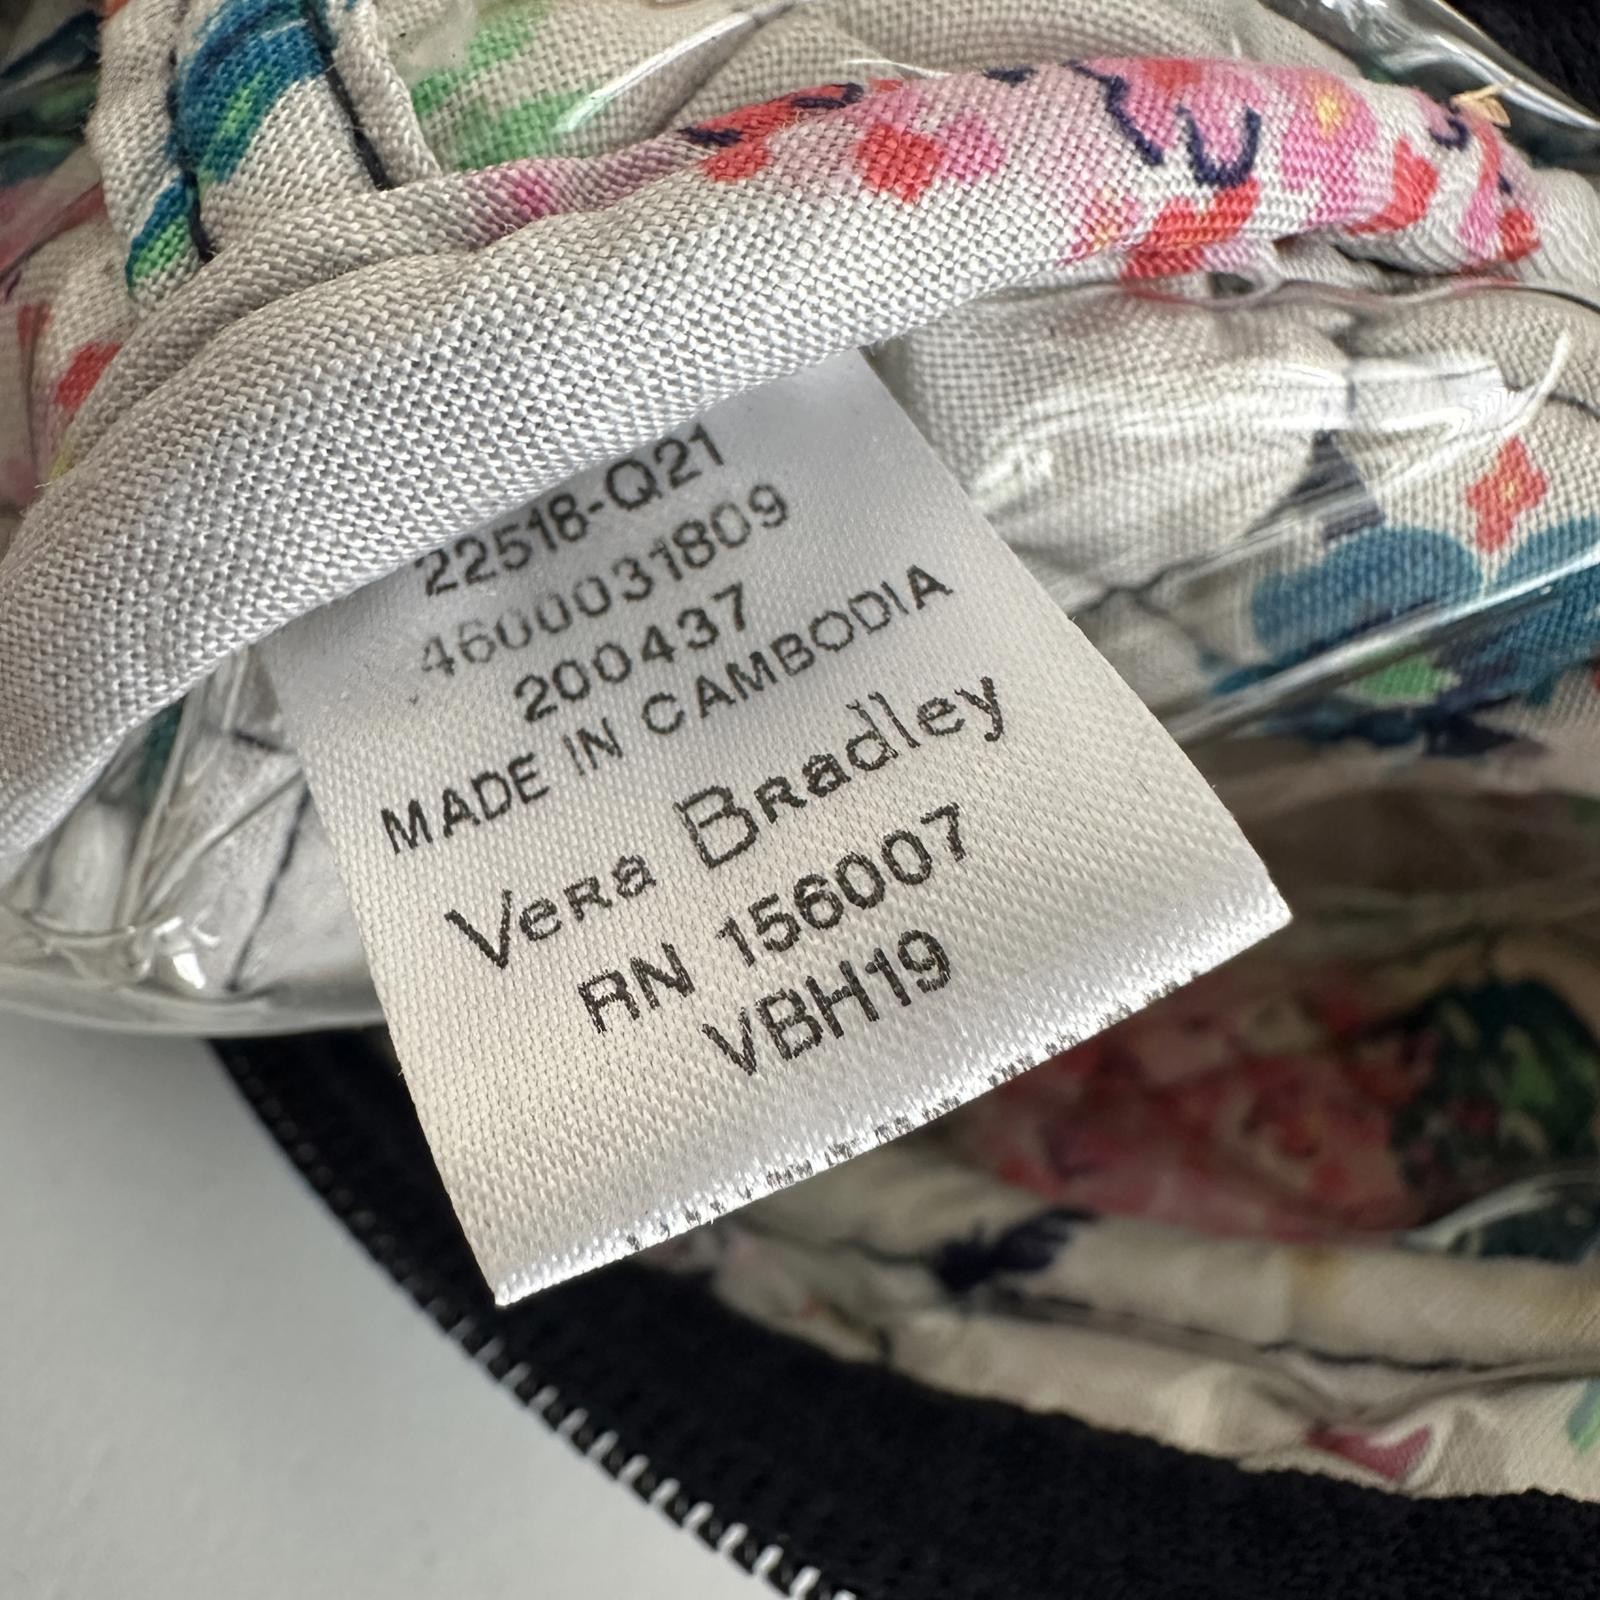 22518-Q21
4600031809
200437
MADE IN CAMBODIA
Vera Bradley
RN 156007
VBH19